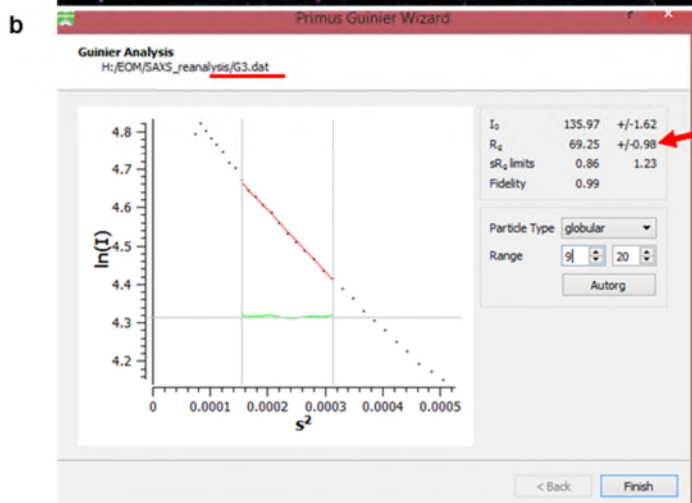 b
Primus Guinier Wizard
?
Guinier Analysis
H:/EOM/SAXS_reanalysis/G3.dat
I₀ 135.97 +/-1.62
R_g 69.25 +/-0.98
sR_g limits 0.86 1.23
Fidelity 0.99
Particle Type globular
Range 9 20
Autorg
ln(I)
4.8
4.7
4.6
4.5
4.4
4.3
4.2
0 0.0001 0.0002 0.0003 0.0004 0.0005
s²
< Back Finish